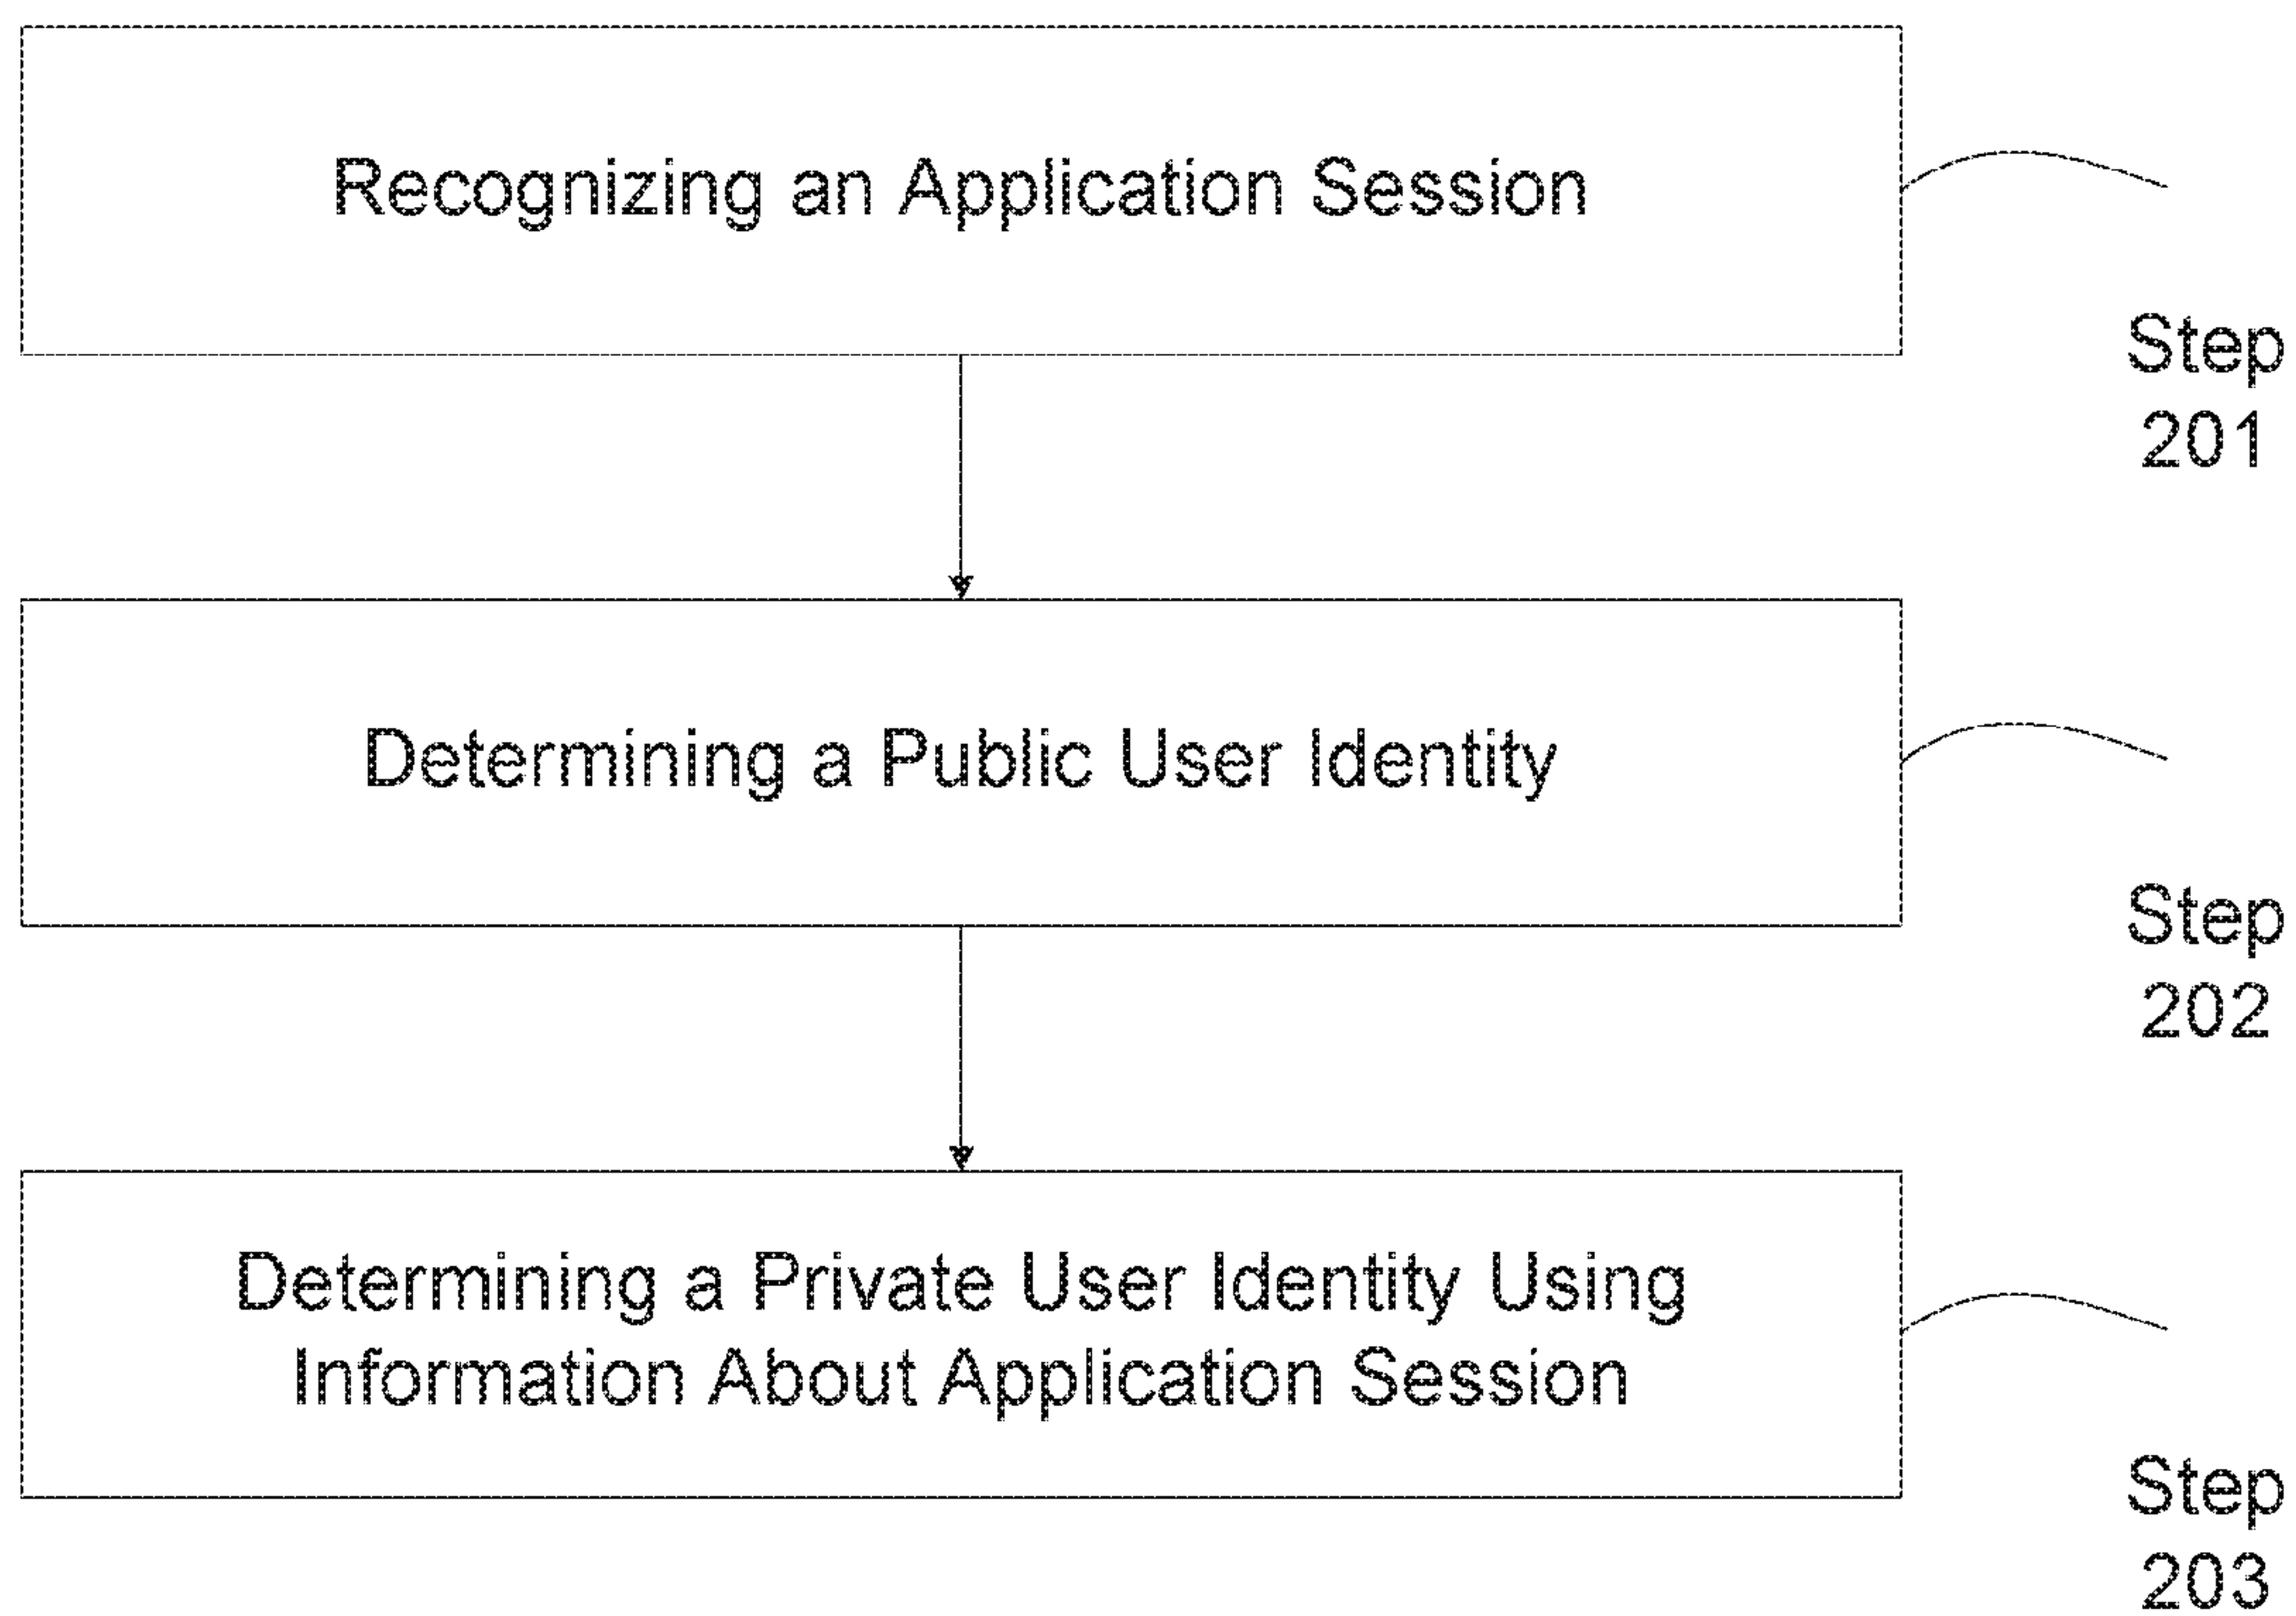 Recognizing an Application Session
Step
201
Determining a Public User Identity
Step
202
Determining a Private User Identity Using
Information About Application Session
Step
203